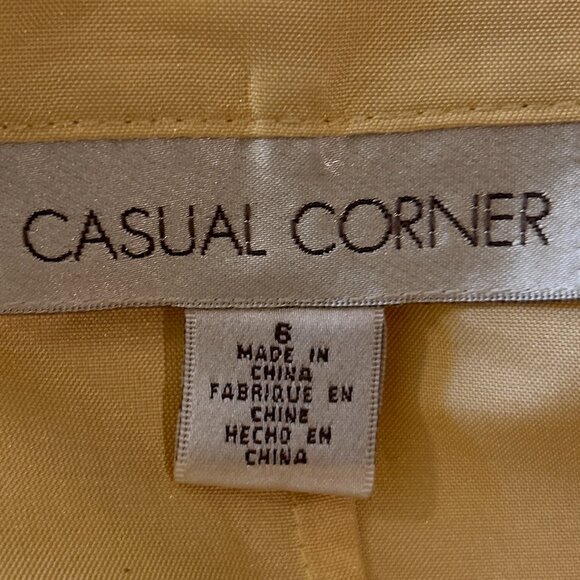 CASUAL CORNER
6
MADE IN
CHINA
FABRIQUE EN
CHINE
HECHO EN
CHINA